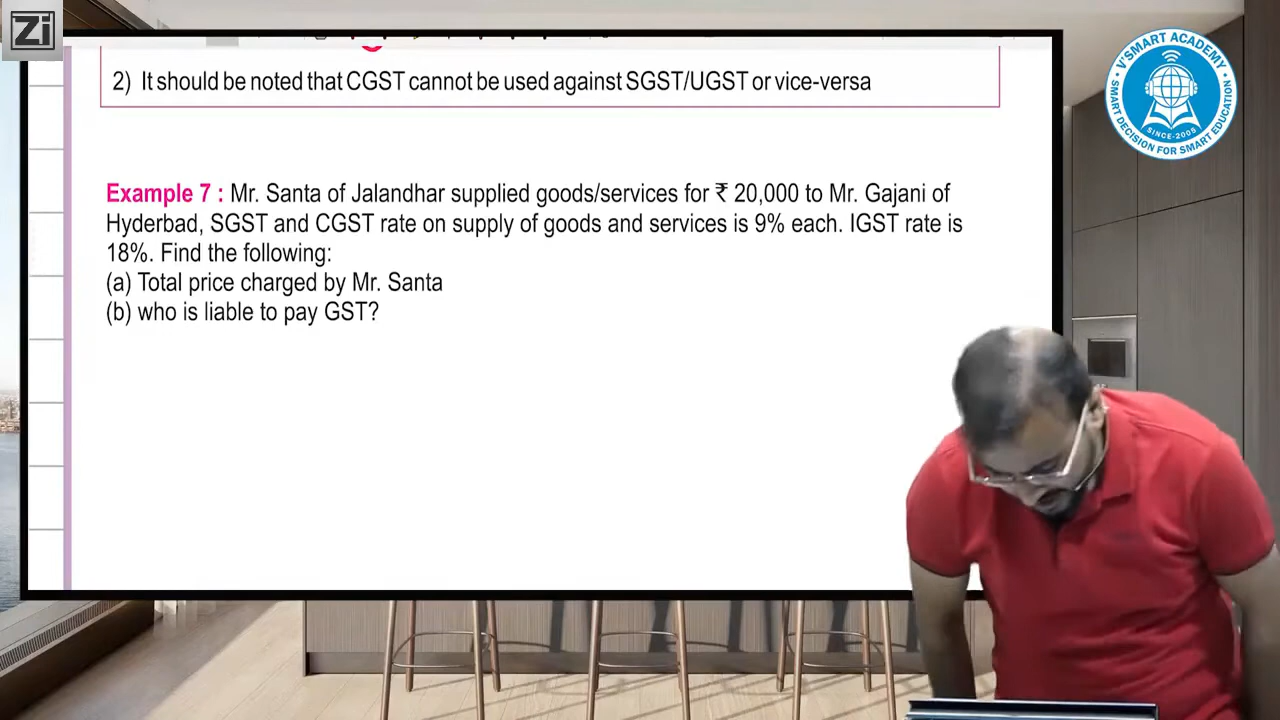 Zi
2) It should be noted that CGST cannot be used against SGST/UGST or vice-versa
V'SMART ACADEMY
SINCE-2009
SMART DECISION FOR SMART EDUCATION
Example 7 : Mr. Santa of Jalandhar supplied goods/services for ₹ 20,000 to Mr. Gajani of
Hyderbad, SGST and CGST rate on supply of goods and services is 9% each. IGST rate is
18%. Find the following:
(a) Total price charged by Mr. Santa
(b) who is liable to pay GST?